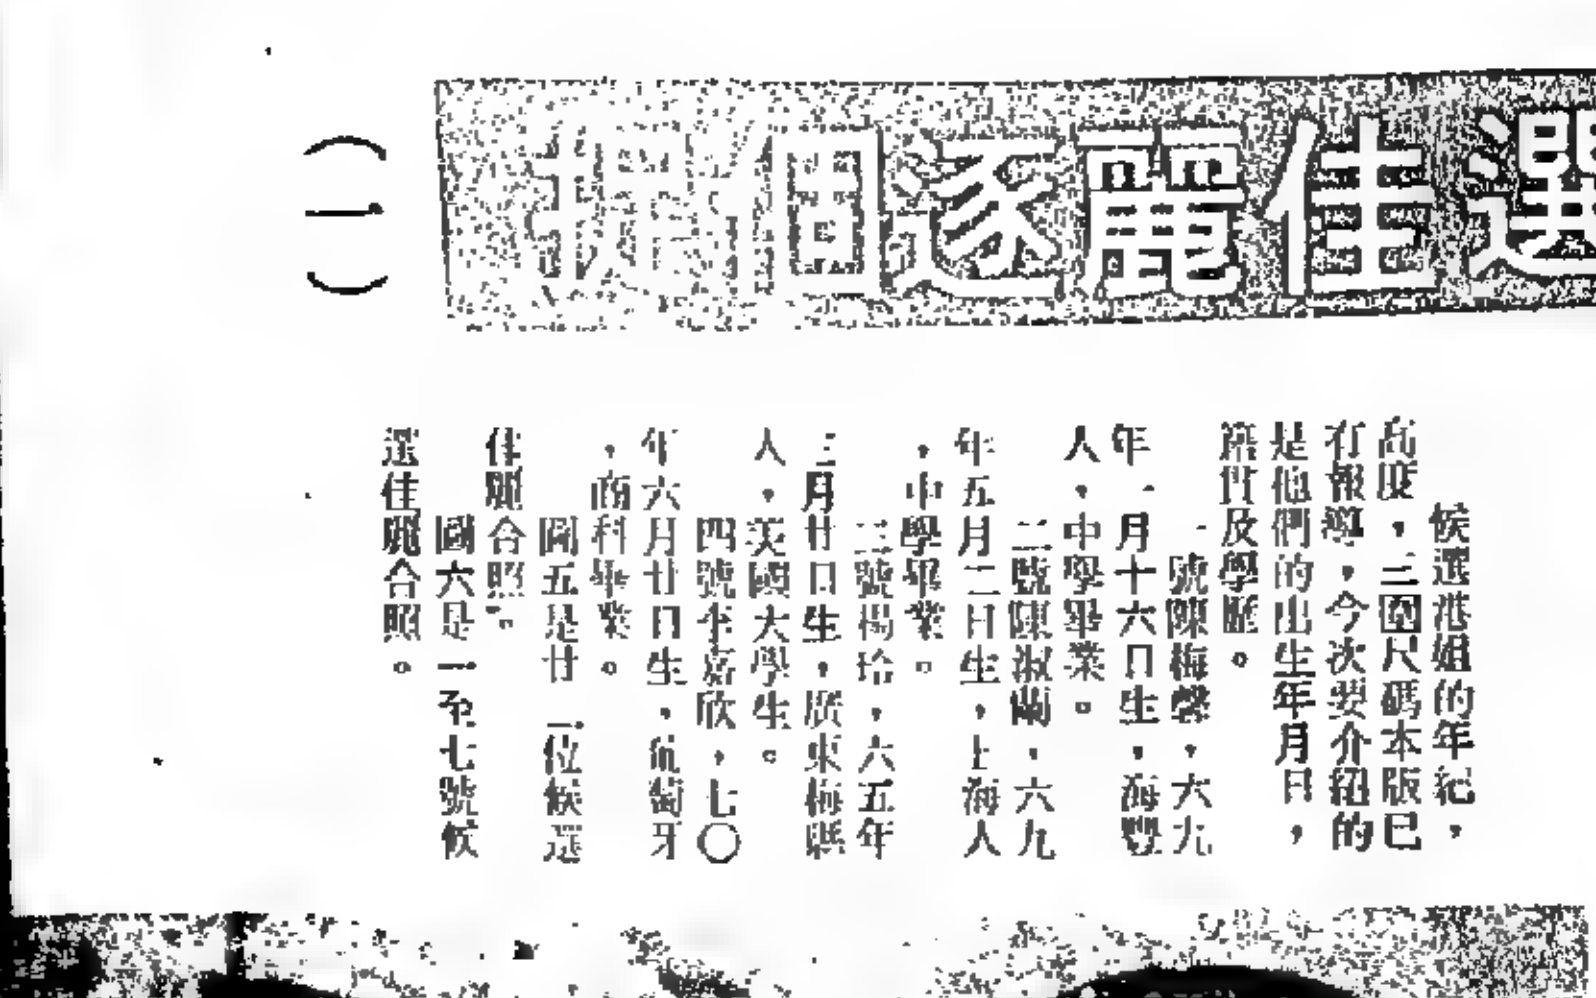 選佳麗逐個捉
（一）
候選港姐的年紀，
高度，三圍尺碼本版已
有報導，今次要介紹的
是他們的出生年月日，
籍貫及學歷。
一號陳梅馨，六九
年一月十六日生，海豐
人，中學畢業。
二號陳淑蘭，六九
年五月二日生，上海人
，中學畢業。
三號楊玲，六五年
三月廿日生，廣東梅縣
人，美國大學生。
四號李嘉欣，七〇
年六月廿日生，葡萄牙
，商科畢業。
圖五是廿二位候選
佳麗合照。
圖六是一至七號候
選佳麗合照。